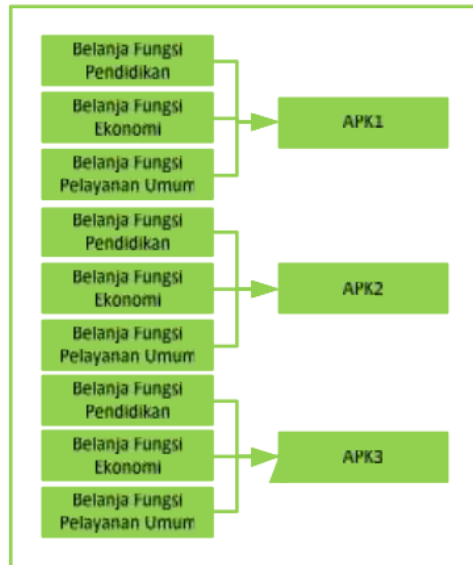 Belanja Fungsi
Pendidikan
Belanja Fungsi
Ekonomi
Belanja Fungsi
Pelayanan Umum
APK1
Belanja Fungsi
Pendidikan
Belanja Fungsi
Ekonomi
Belanja Fungsi
Pelayanan Umum
APK2
Belanja Fungsi
Pendidikan
Belanja Fungsi
Ekonomi
Belanja Fungsi
Pelayanan Umum
APK3